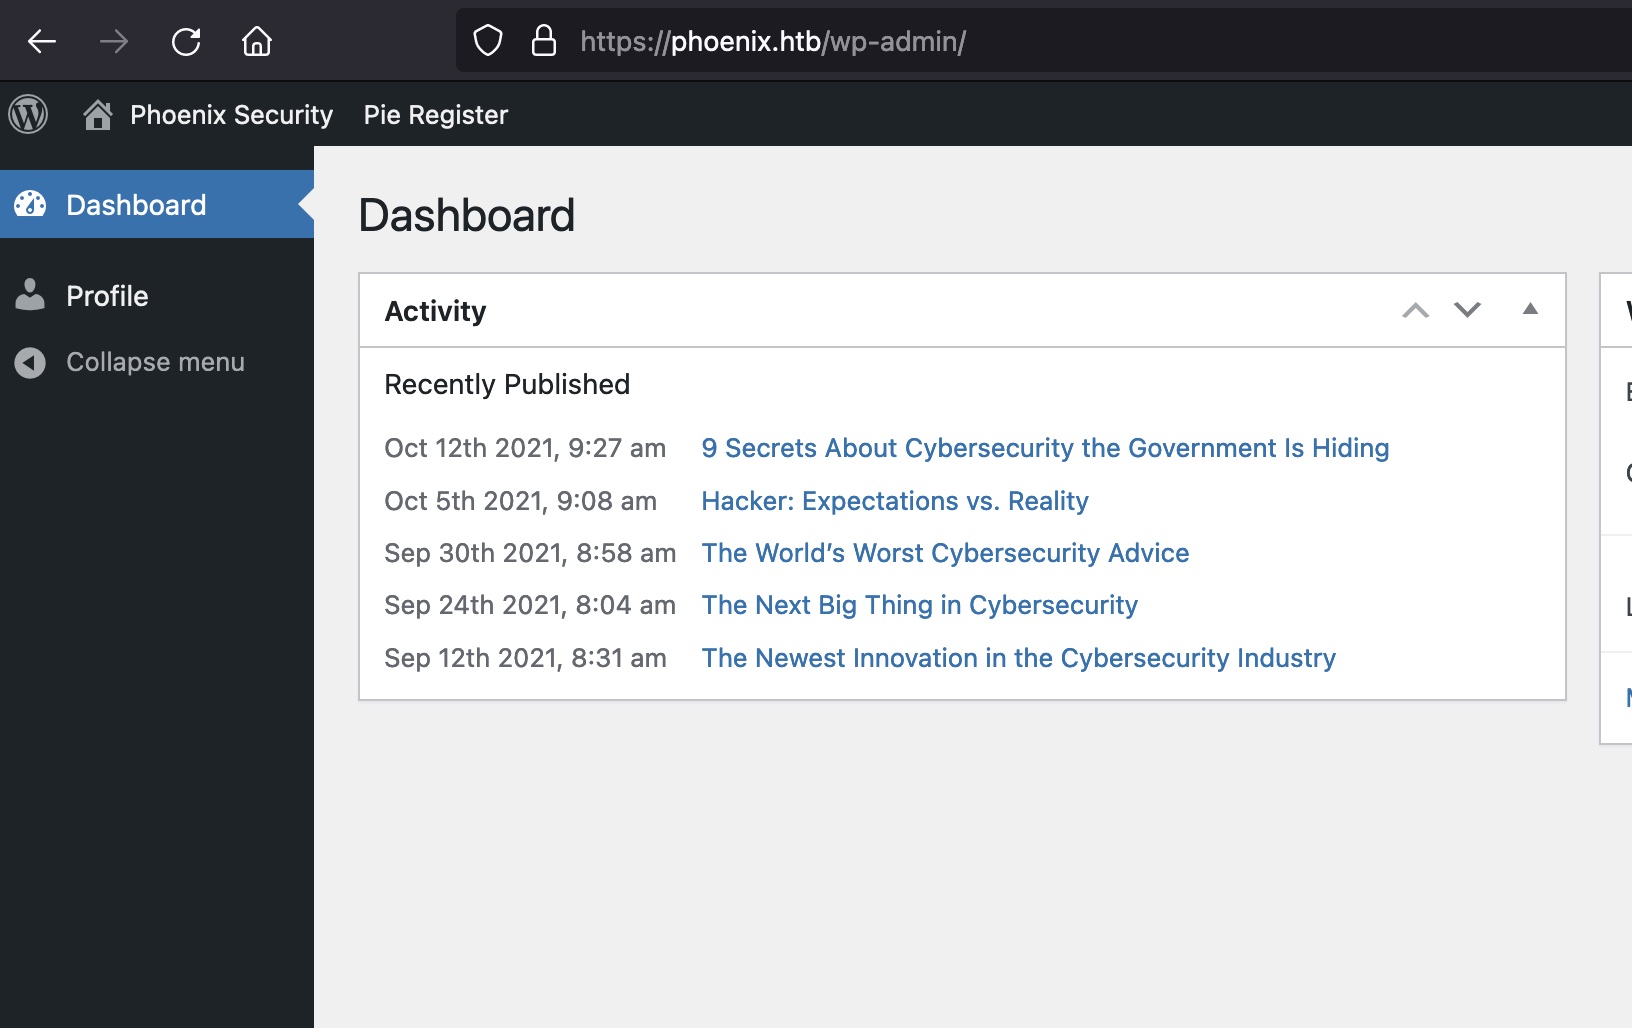 https://phoenix.htb/wp-admin/
Phoenix Security Pie Register
Dashboard
Profile
Collapse menu
Dashboard
Activity
Recently Published
Oct 12th 2021, 9:27 am 9 Secrets About Cybersecurity the Government Is Hiding
Oct 5th 2021, 9:08 am Hacker: Expectations vs. Reality
Sep 30th 2021, 8:58 am The World’s Worst Cybersecurity Advice
Sep 24th 2021, 8:04 am The Next Big Thing in Cybersecurity
Sep 12th 2021, 8:31 am The Newest Innovation in the Cybersecurity Industry